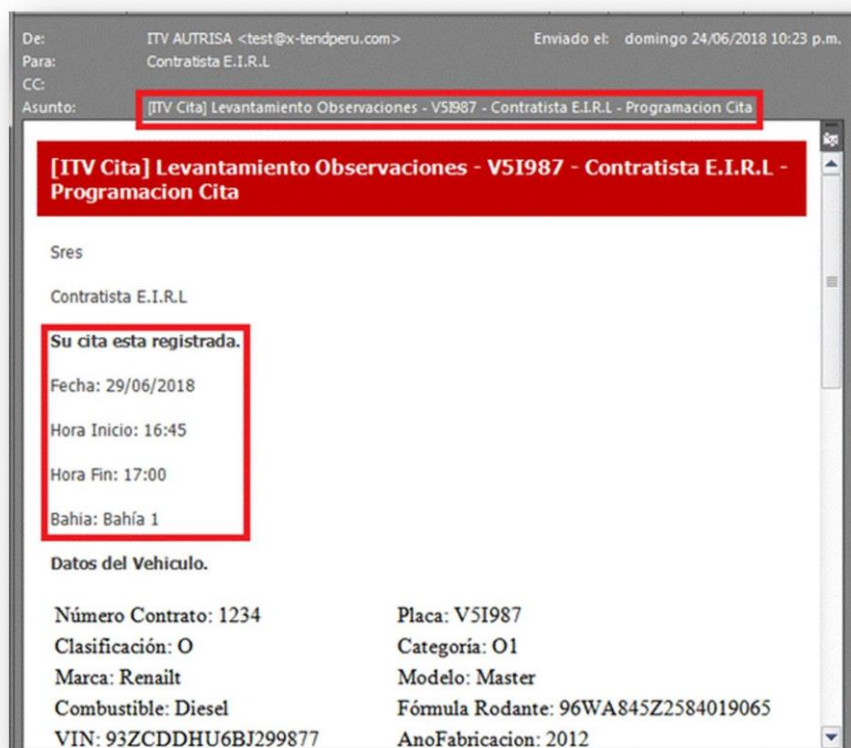 De: ITV AUTRISA <test@x-tendperu.com> Enviado el: domingo 24/06/2018 10:23 p.m.
Para: Contratista E.I.R.L
CC:
Asunto: [ITV Cita] Levantamiento Observaciones - V5I987 - Contratista E.I.R.L - Programacion Cita
[ITV Cita] Levantamiento Observaciones - V5I987 - Contratista E.I.R.L -
Programacion Cita
Sres
Contratista E.I.R.L
Su cita esta registrada.
Fecha: 29/06/2018
Hora Inicio: 16:45
Hora Fin: 17:00
Bahia: Bahía 1
Datos del Vehiculo.
Número Contrato: 1234 Placa: V5I987
Clasificación: O Categoría: O1
Marca: Renailt Modelo: Master
Combustible: Diesel Fórmula Rodante: 96WA845Z2584019065
VIN: 93ZCDDHU6BJ299877 AnoFabricacion: 2012